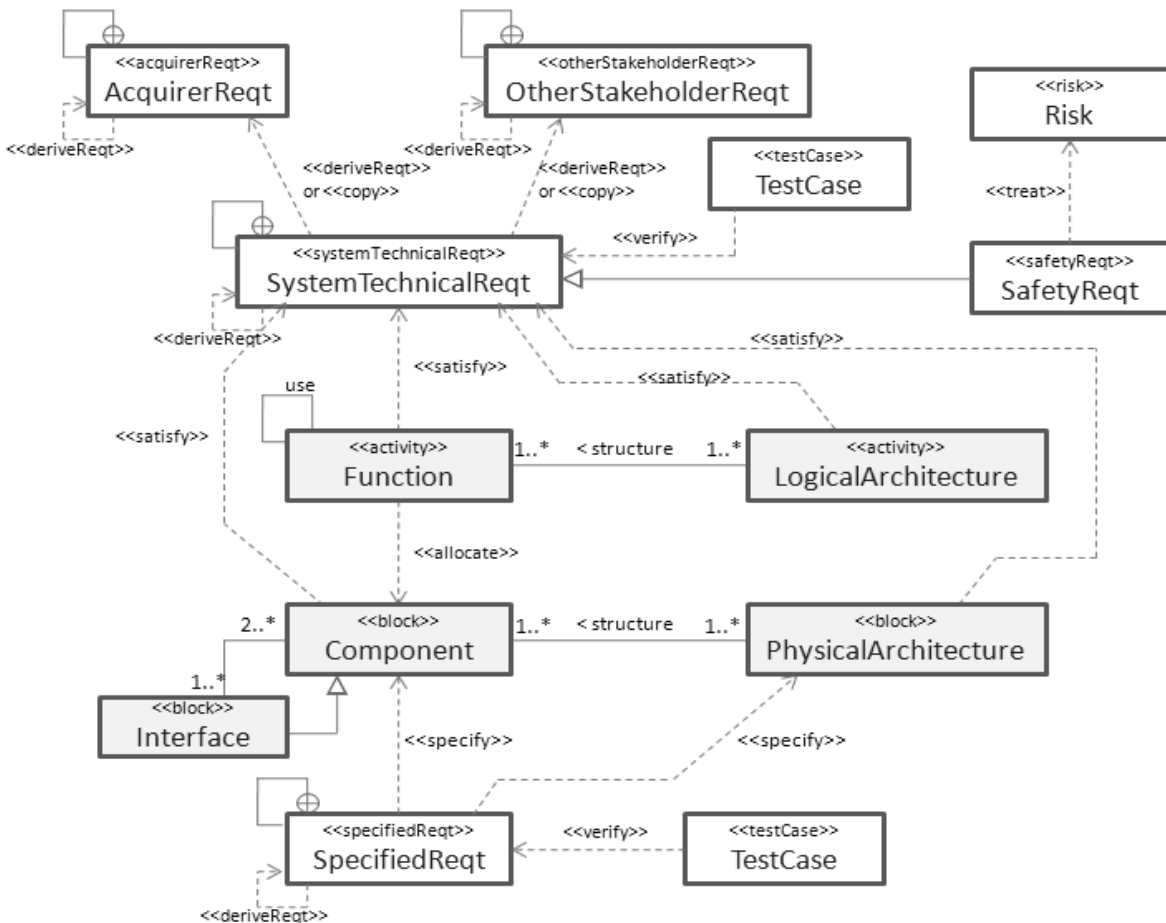 <<acquirerReqt>>
AcquirerReqt
<<otherStakeholderReqt>>
OtherStakeholderReqt
<<risk>>
Risk
<<deriveReqt>>
<<deriveReqt>>
<<deriveReqt>>
or <<copy>>
<<deriveReqt>>
or <<copy>>
<<testCase>>
TestCase
<<treat>>
<<verify>>
<<systemTechnicalReqt>>
SystemTechnicalReqt
<<safetyReqt>>
SafetyReqt
<<deriveReqt>>
<<satisfy>>
<<satisfy>>
<<satisfy>>
use
<<satisfy>>
<<activity>>
Function
1..*
< structure
1..*
<<activity>>
LogicalArchitecture
<<allocate>>
2..*
<<block>>
Component
1..*
< structure
1..*
<<block>>
PhysicalArchitecture
1..*
<<block>>
Interface
<<specify>>
<<specify>>
<<specifiedReqt>>
SpecifiedReqt
<<verify>>
<<testCase>>
TestCase
<<deriveReqt>>